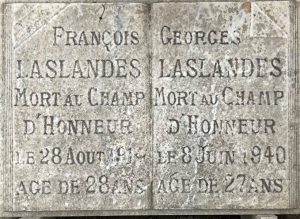 François
Laslandes
Mort au Champ
d'Honneur
le 28 Aout 1914
age de 28 ans
Georges
Laslandes
Mort au Champ
d'Honneur
le 8 Juin 1940
age de 27 ans